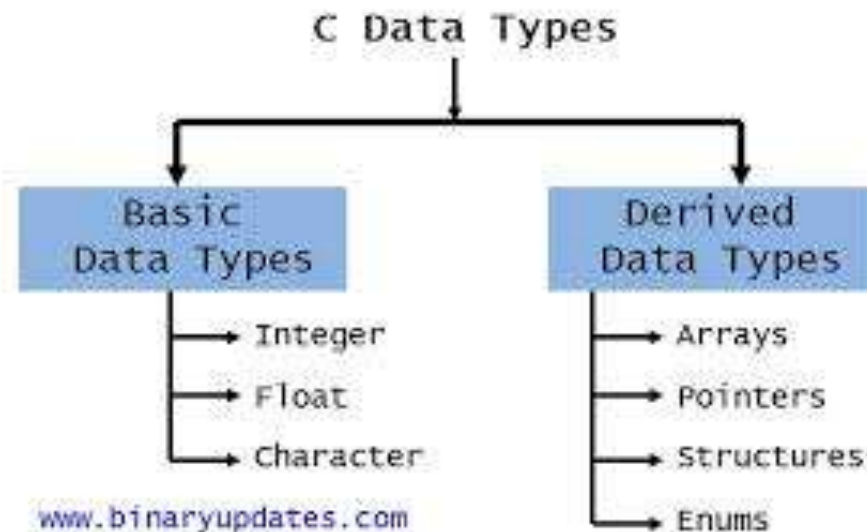 C Data Types
Basic
Data Types
Integer
Float
Character
Derived
Data Types
Arrays
Pointers
Structures
Enums
www.binaryupdates.com